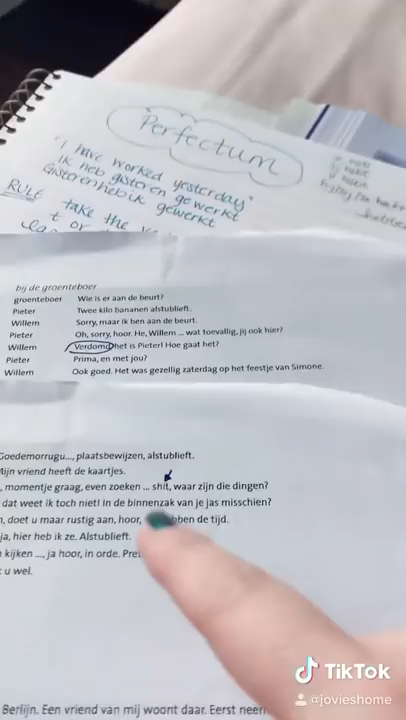 Perfectum
"I have worked yesterday"
ik heb gisteren gewerkt
Gisteren heb ik gewerkt
RULE take the
t or
bij de groenteboer
groenteboer Wie is er aan de beurt?
Pieter Twee kilo bananen alstublieft.
Willem Sorry, maar ik ben aan de beurt.
Pieter Oh, sorry, hoor. He, Willem ... wat toevallig, jij ook hier?
Willem Verdomd het is Pieter! Hoe gaat het?
Pieter Prima, en met jou?
Willem Ook goed. Het was gezellig zaterdag op het feestje van Simone.
Goedemorrugu..., plaatsbewijzen, alstublieft.
Mijn vriend heeft de kaartjes.
, momentje graag, even zoeken ... shit, waar zijn die dingen?
dat weet ik toch niet! In de binnenzak van je jas misschien?
, doet u maar rustig aan, hoor, ben de tijd.
ja, hier heb ik ze. Alstublieft.
kijken ..., ja hoor, in orde.
u wel.
Berlijn. Een vriend van mij woont daar. Eerst
TikTok
@jovieshome